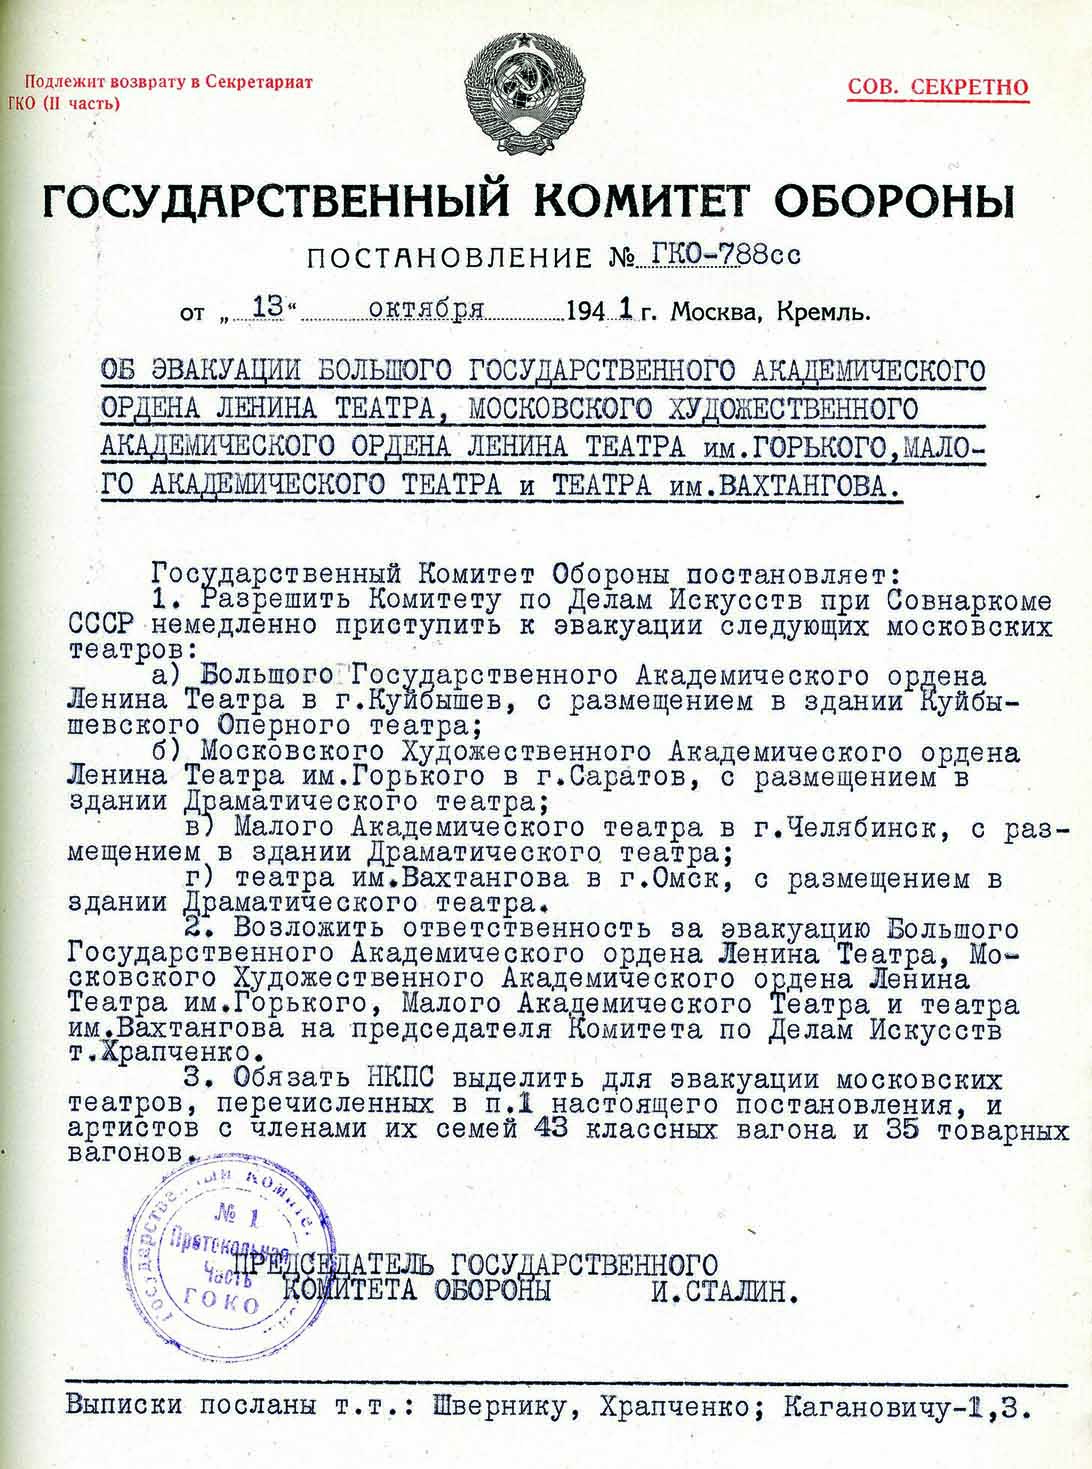 Подлежит возврату в Секретариат
ГКО (II часть)
СОВ. СЕКРЕТНО
ГОСУДАРСТВЕННЫЙ КОМИТЕТ ОБОРОНЫ
ПОСТАНОВЛЕНИЕ № ГКО-788сс
от „13“ октября 1941 г. Москва, Кремль.
ОБ ЭВАКУАЦИИ БОЛЬШОГО ГОСУДАРСТВЕННОГО АКАДЕМИЧЕСКОГО
ОРДЕНА ЛЕНИНА ТЕАТРА, МОСКОВСКОГО ХУДОЖЕСТВЕННОГО
АКАДЕМИЧЕСКОГО ОРДЕНА ЛЕНИНА ТЕАТРА им.ГОРЬКОГО,МАЛО-
ГО АКАДЕМИЧЕСКОГО ТЕАТРА и ТЕАТРА им.ВАХТАНГОВА.
Государственный Комитет Обороны постановляет:
1. Разрешить Комитету по Делам Искусств при Совнаркоме
СССР немедленно приступить к эвакуации следующих московских
театров:
а) Большого Государственного Академического ордена
Ленина Театра в г.Куйбышев, с размещением в здании Куйбы-
шевского Оперного театра;
б) Московского Художественного Академического ордена
Ленина Театра им.Горького в г.Саратов, с размещением в
здании Драматического театра;
в) Малого Академического театра в г.Челябинск, с раз-
мещением в здании Драматического театра;
г) театра им.Вахтангова в г.Омск, с размещением в
здании Драматического театра.
2. Возложить ответственность за эвакуацию Большого
Государственного Академического ордена Ленина Театра, Мо-
сковского Художественного Академического ордена Ленина
Театра им.Горького, Малого Академического Театра и театра
им.Вахтангова на председателя Комитета по Делам Искусств
т.Храпченко.
3. Обязать НКПС выделить для эвакуации московских
театров, перечисленных в п.1 настоящего постановления, и
артистов с членами их семей 43 классных вагона и 35 товарных
вагонов.
№ 1
Протокольная
Часть
ГОКО
ПРЕДСЕДАТЕЛЬ ГОСУДАРСТВЕННОГО
КОМИТЕТА ОБОРОНЫ И.СТАЛИН.
Выписки посланы т.т.: Швернику, Храпченко; Кагановичу-1,3.